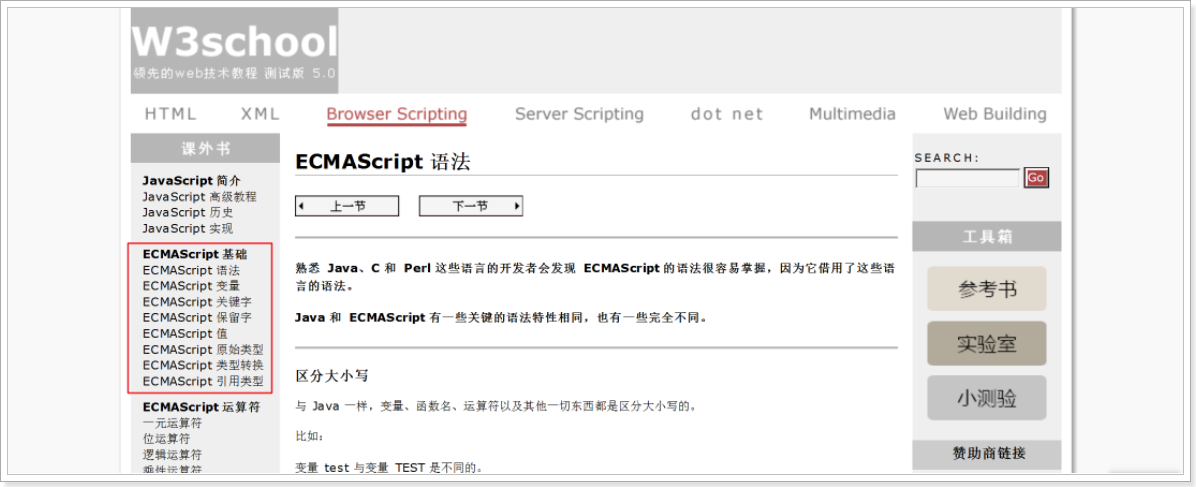 W3school
领先的web技术教程 测试版 5.0
HTML XML Browser Scripting Server Scripting dot net Multimedia Web Building
课外书
JavaScript 简介
JavaScript 高级教程
JavaScript 历史
JavaScript 实现
ECMAScript 基础
ECMAScript 语法
ECMAScript 变量
ECMAScript 关键字
ECMAScript 保留字
ECMAScript 值
ECMAScript 原始类型
ECMAScript 类型转换
ECMAScript 引用类型
ECMAScript 运算符
一元运算符
位运算符
逻辑运算符
乘性运算符
ECMAScript 语法
上一节 下一节
熟悉 Java、C 和 Perl 这些语言的开发者会发现 ECMAScript 的语法很容易掌握，因为它借用了这些语
言的语法。
Java 和 ECMAScript 有一些关键的语法特性相同，也有一些完全不同。
区分大小写
与 Java 一样，变量、函数名、运算符以及其他一切东西都是区分大小写的。
比如：
变量 test 与变量 TEST 是不同的。
SEARCH:
Go
工具箱
参考书
实验室
小测验
赞助商链接